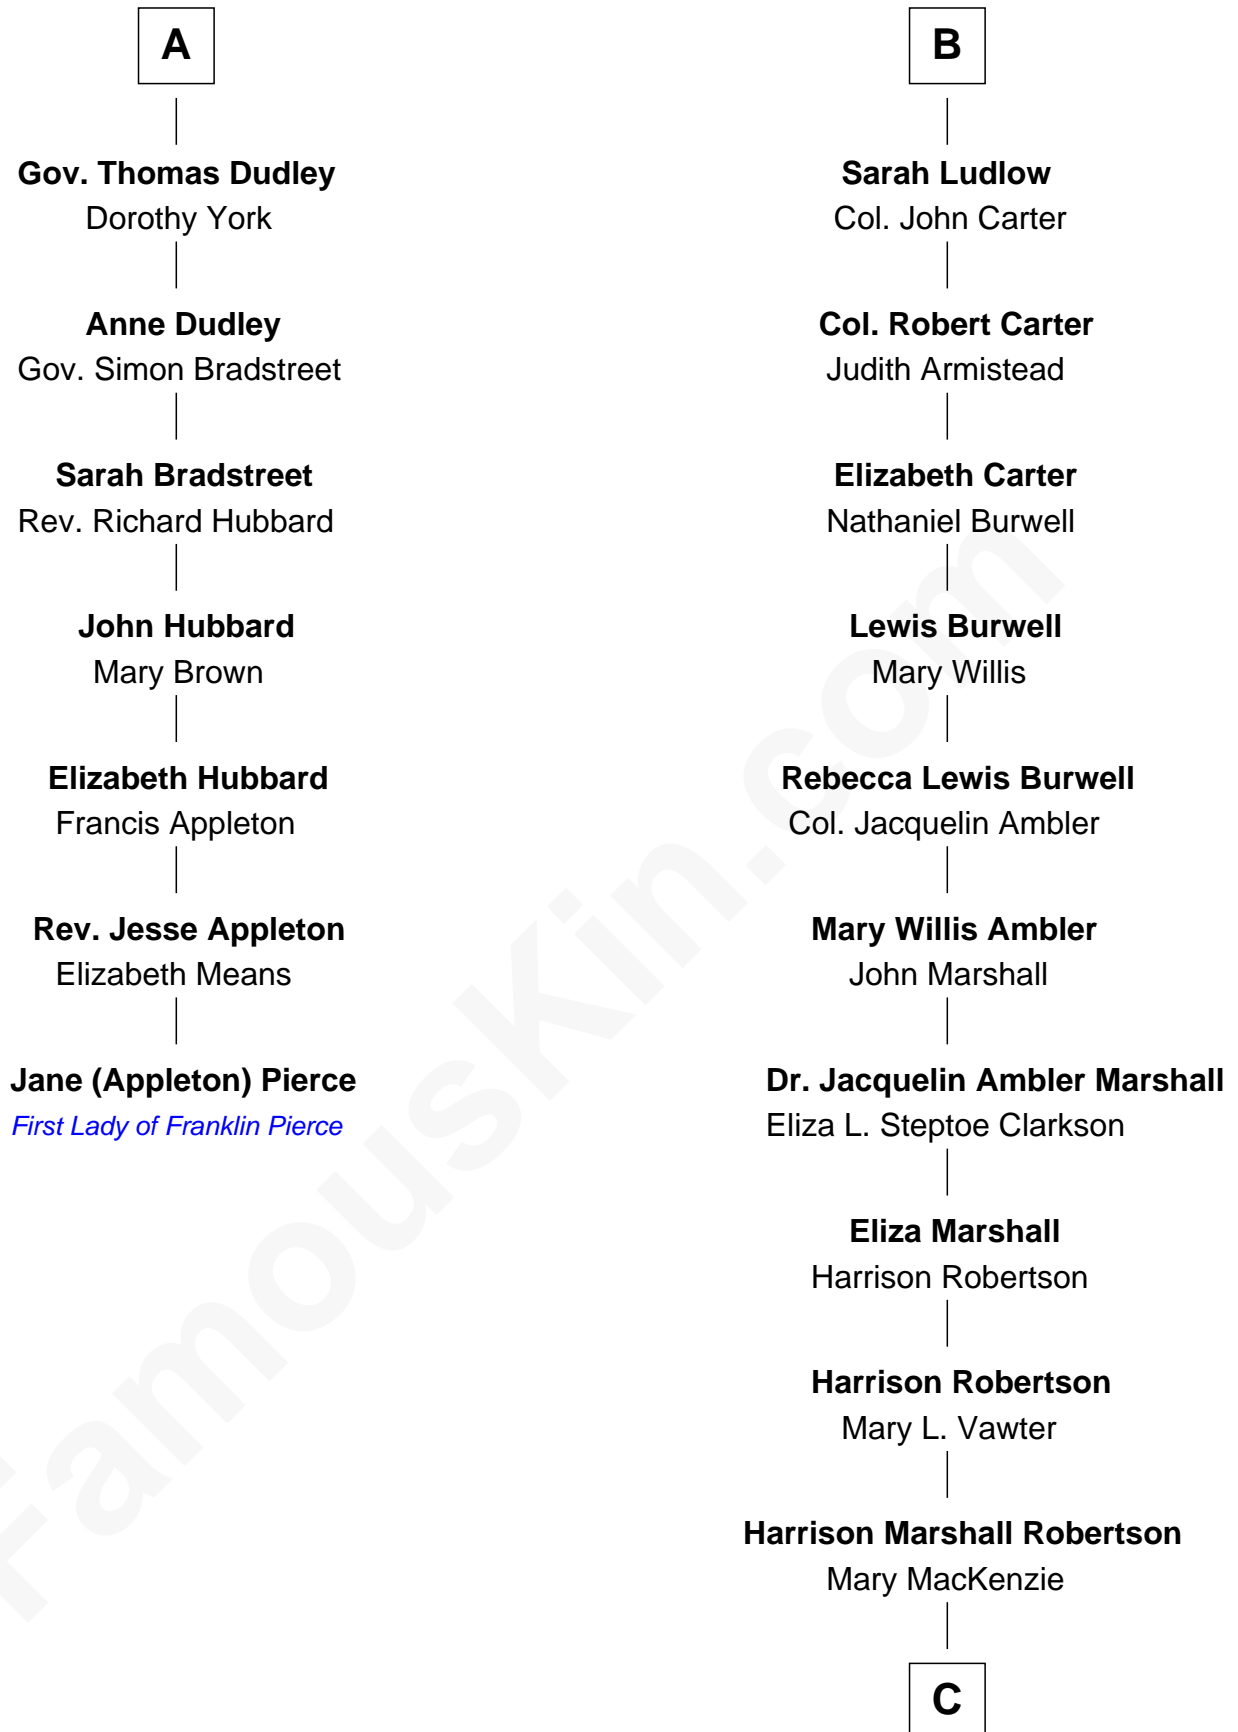 A
Gov. Thomas Dudley
Dorothy York
Anne Dudley
Gov. Simon Bradstreet
Sarah Bradstreet
Rev. Richard Hubbard
John Hubbard
Mary Brown
Elizabeth Hubbard
Francis Appleton
Rev. Jesse Appleton
Elizabeth Means
Jane (Appleton) Pierce
First Lady of Franklin Pierce
B
Sarah Ludlow
Col. John Carter
Col. Robert Carter
Judith Armistead
Elizabeth Carter
Nathaniel Burwell
Lewis Burwell
Mary Willis
Rebecca Lewis Burwell
Col. Jacquelin Ambler
Mary Willis Ambler
John Marshall
Dr. Jacquelin Ambler Marshall
Eliza L. Steptoe Clarkson
Eliza Marshall
Harrison Robertson
Harrison Robertson
Mary L. Vawter
Harrison Marshall Robertson
Mary MacKenzie
C
FamousKin.com